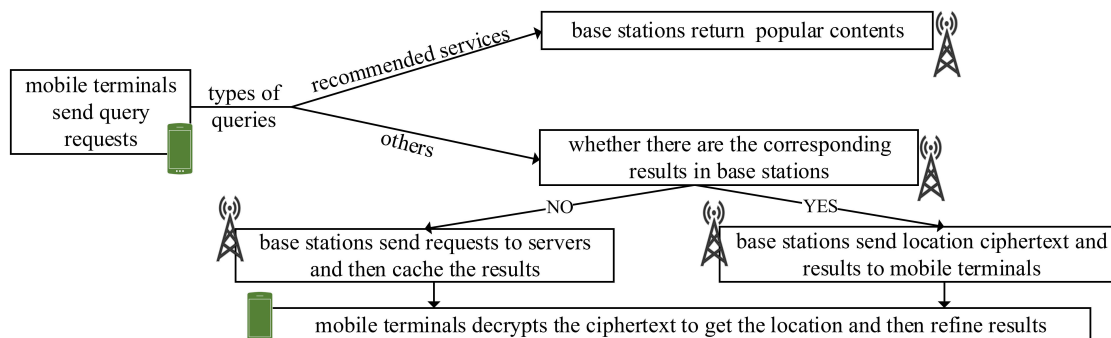 base stations return popular contents
recommended services
mobile terminals
send query
requests
types of
queries
others
whether there are the corresponding
results in base stations
NO
YES
base stations send requests to servers
and then cache the results
base stations send location ciphertext and
results to mobile terminals
mobile terminals decrypts the ciphertext to get the location and then refine results